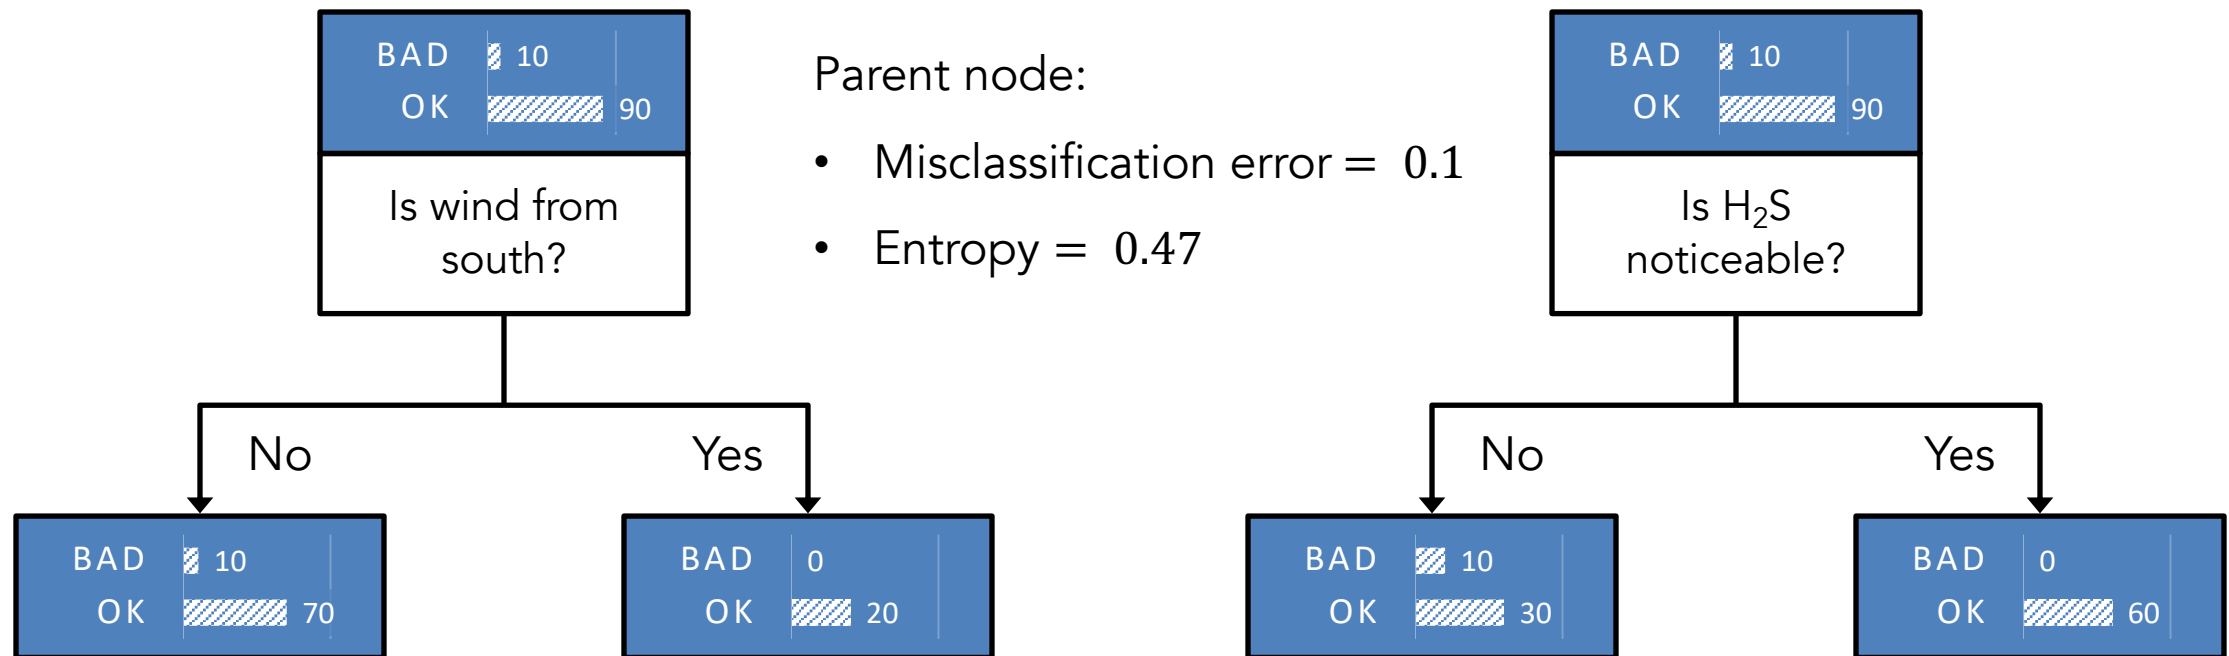 BAD 10
OK 90
Is wind from
south?
No
Yes
BAD 10
OK 70
BAD 0
OK 20
Parent node:
• Misclassification error = 0.1
• Entropy = 0.47
BAD 10
OK 90
Is H₂S
noticeable?
No
Yes
BAD 10
OK 30
BAD 0
OK 60